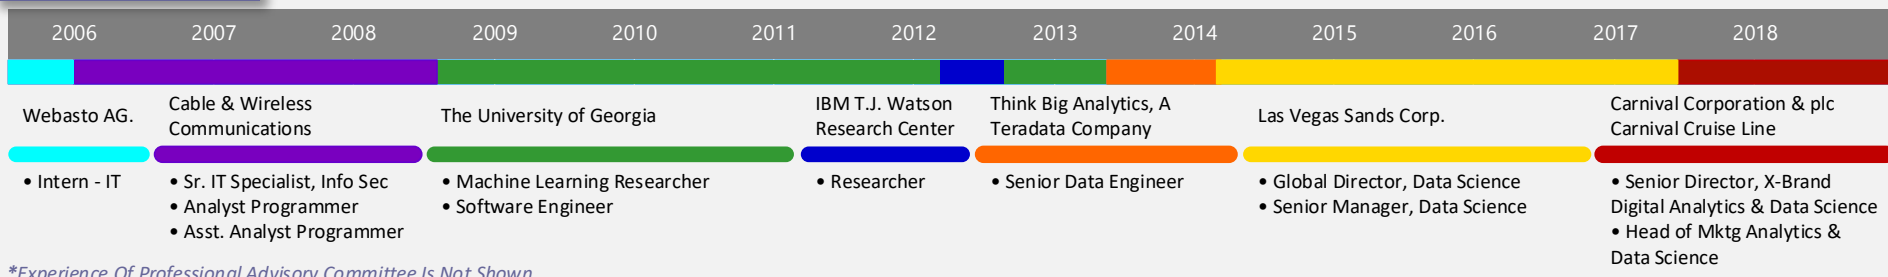 2006 2007 2008 2009 2010 2011 2012 2013 2014 2015 2016 2017 2018
Webasto AG.
Cable & Wireless
Communications
The University of Georgia
IBM T.J. Watson
Research Center
Think Big Analytics, A
Teradata Company
Las Vegas Sands Corp.
Carnival Corporation & plc
Carnival Cruise Line
• Intern - IT
• Sr. IT Specialist, Info Sec
• Analyst Programmer
• Asst. Analyst Programmer
• Machine Learning Researcher
• Software Engineer
• Researcher
• Senior Data Engineer
• Global Director, Data Science
• Senior Manager, Data Science
• Senior Director, X-Brand
Digital Analytics & Data Science
• Head of Mktg Analytics &
Data Science
*Experience Of Professional Advisory Committee Is Not Shown